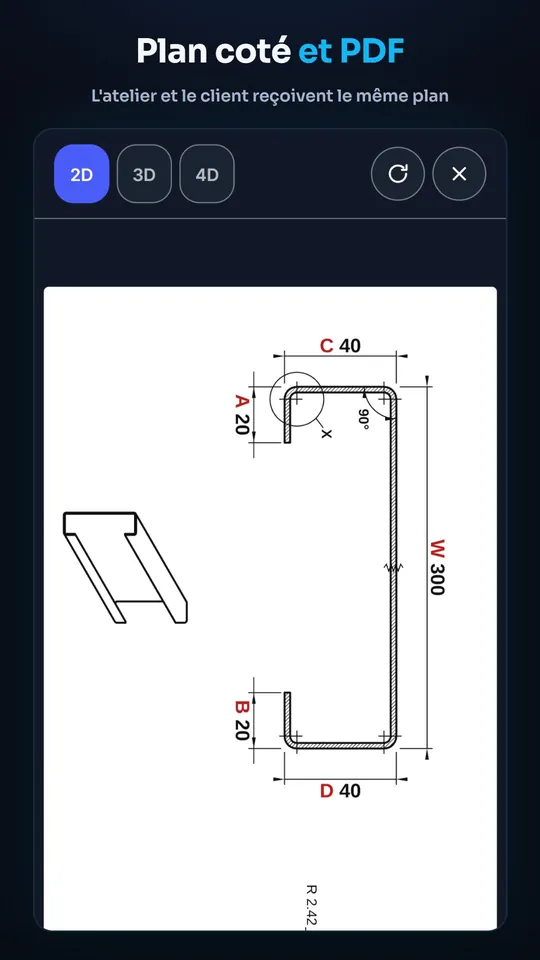 Plan coté et PDF
L'atelier et le client reçoivent le même plan
2D
3D
4D
C 40
A 20
90°
X
W 300
B 20
D 40
R 2.42